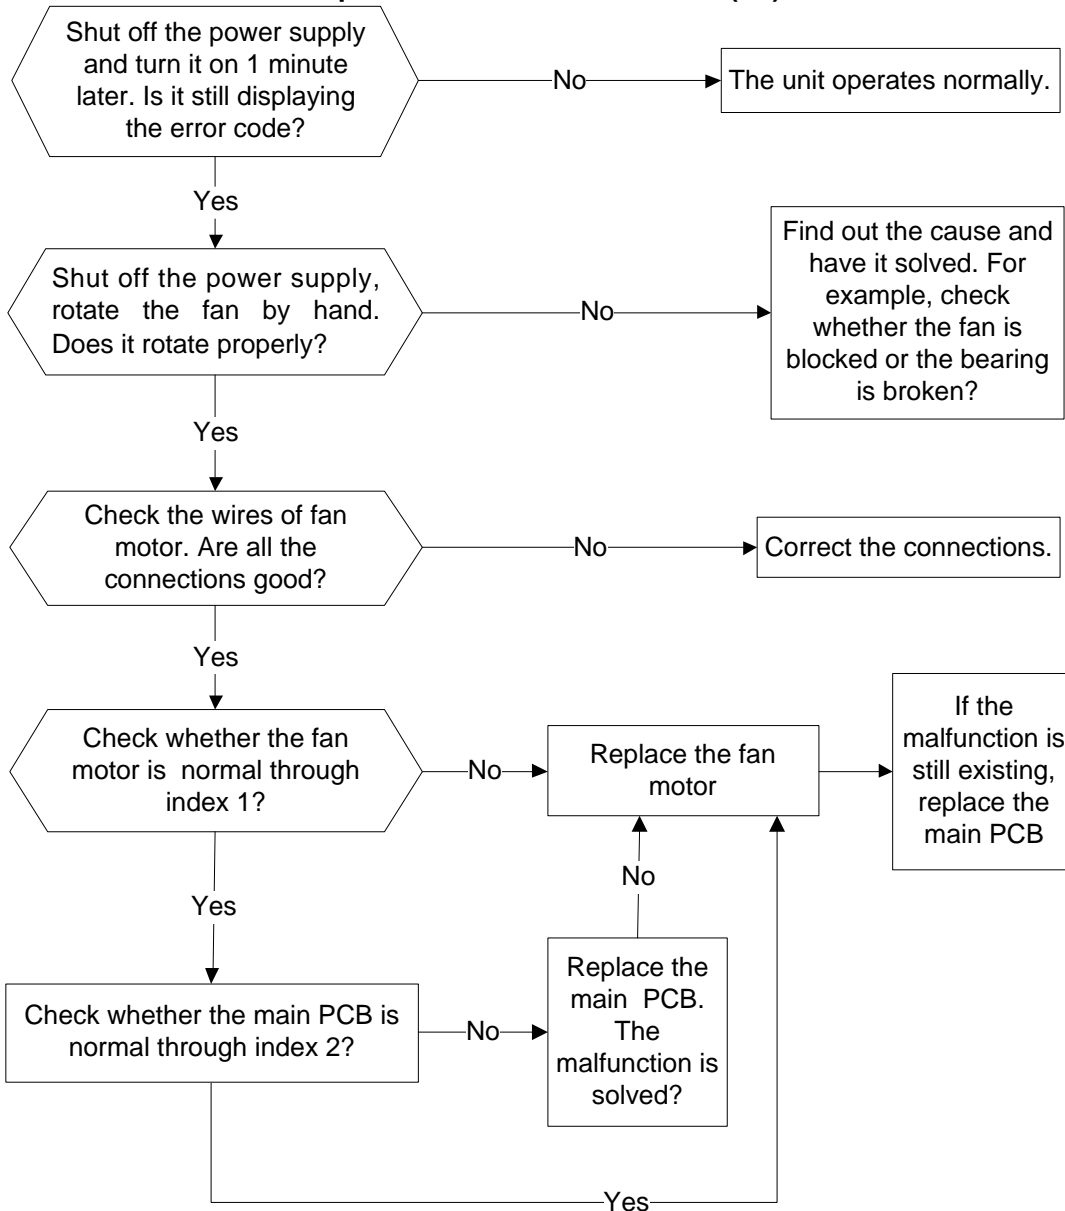 Shut off the power supply
and turn it on 1 minute
later. Is it still displaying
the error code?
No
The unit operates normally.
Yes
Shut off the power supply,
rotate the fan by hand.
Does it rotate properly?
No
Find out the cause and
have it solved. For
example, check
whether the fan is
blocked or the bearing
is broken?
Yes
Check the wires of fan
motor. Are all the
connections good?
No
Correct the connections.
Yes
Check whether the fan
motor is normal through
index 1?
No
Replace the fan
motor
If the
malfunction is
still existing,
replace the
main PCB
Yes
No
Check whether the main PCB is
normal through index 2?
No
Replace the
main PCB.
The
malfunction is
solved?
Yes